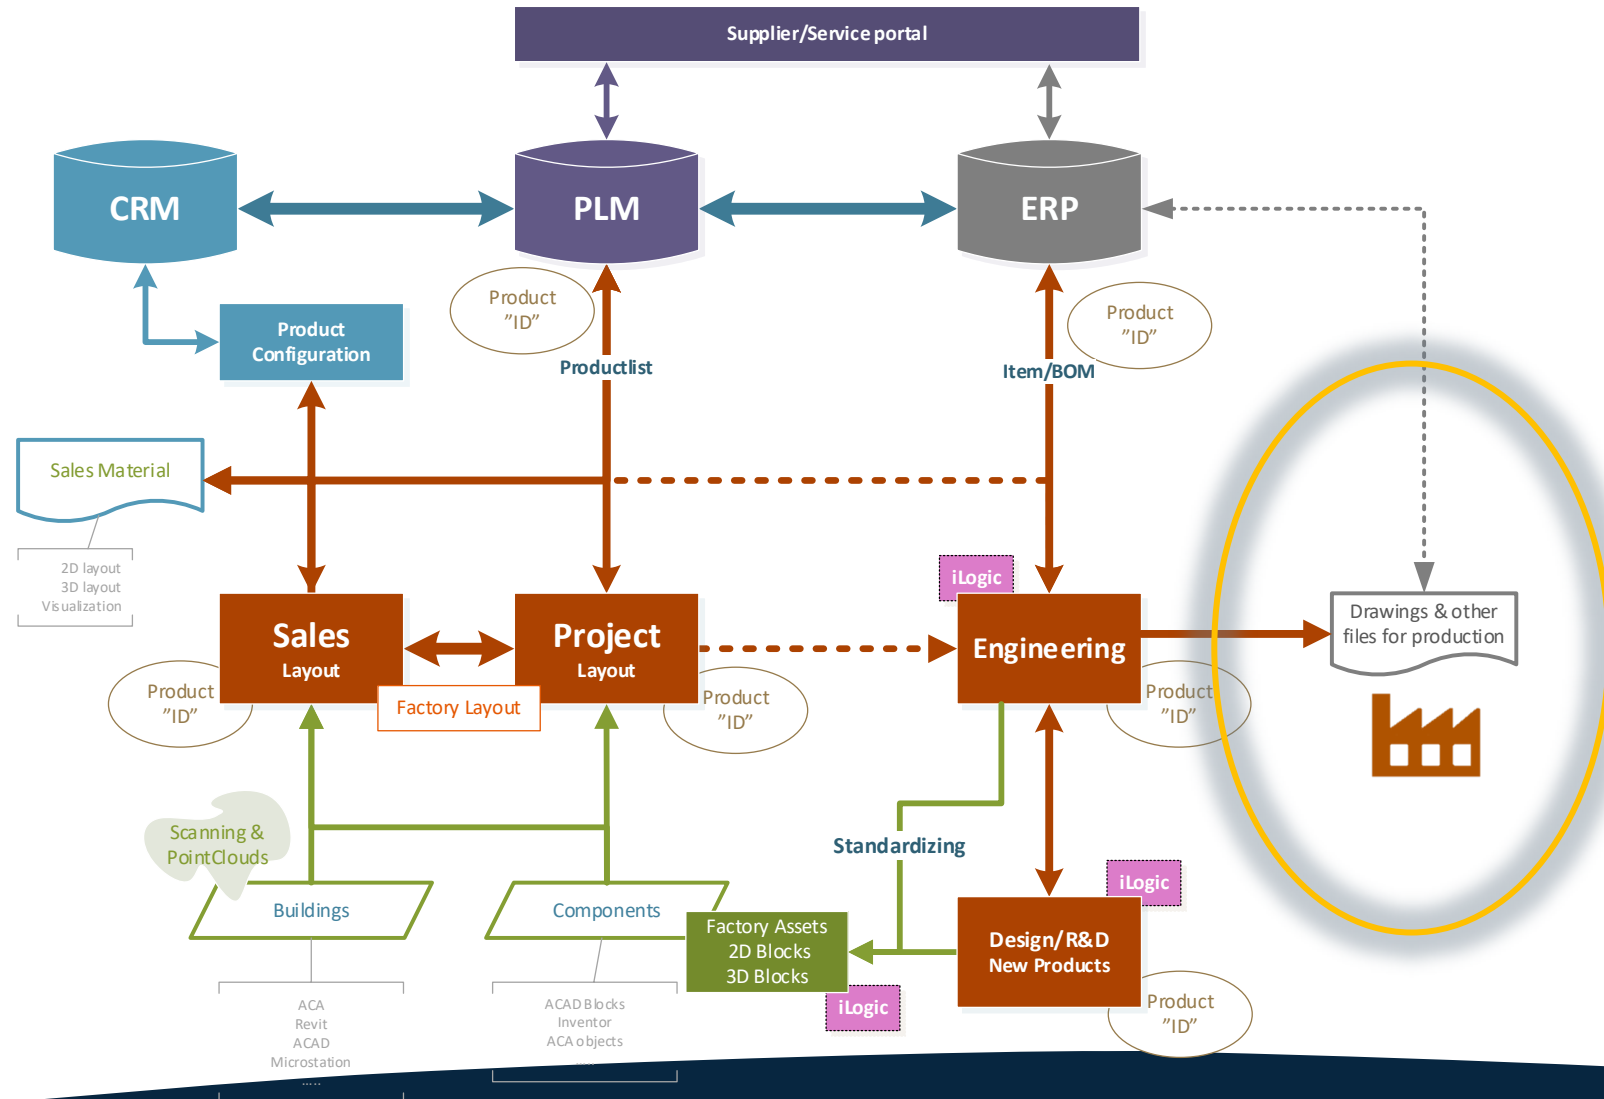 Supplier/Service portal
CRM
PLM
ERP
Product
”ID”
Product
”ID”
Product
Configuration
Productlist
Item/BOM
Sales Material
2D layout
3D layout
Visualization
iLogic
Sales
Layout
Project
Layout
Engineering
Drawings & other
files for production
Factory Layout
Product
”ID”
Product
”ID”
Product
”ID”
Scanning &
PointClouds
Standardizing
Buildings
Components
Factory Assets
2D Blocks
3D Blocks
iLogic
Design/R&D
New Products
iLogic
Product
”ID”
ACA
Revit
ACAD
Microstation
.....
ACAD Blocks
Inventor
ACA objects
.....